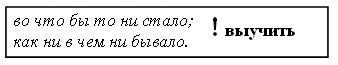 во что бы то ни стало;
как ни в чем ни бывало.
! выучить